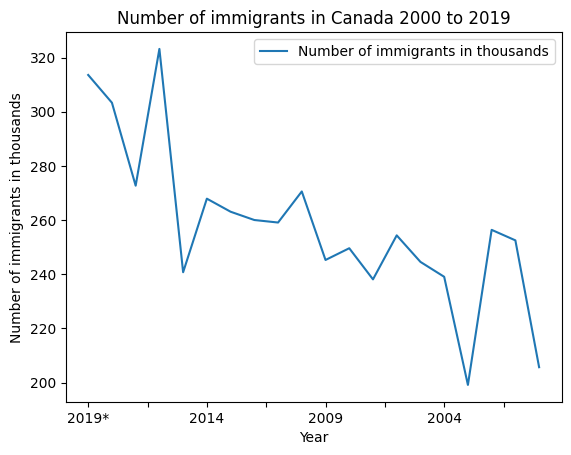 Number of immigrants in Canada 2000 to 2019
Number of immigrants in thousands
Number of immigrants in thousands
320
300
280
260
240
220
200
2019* 2014 2009 2004
Year